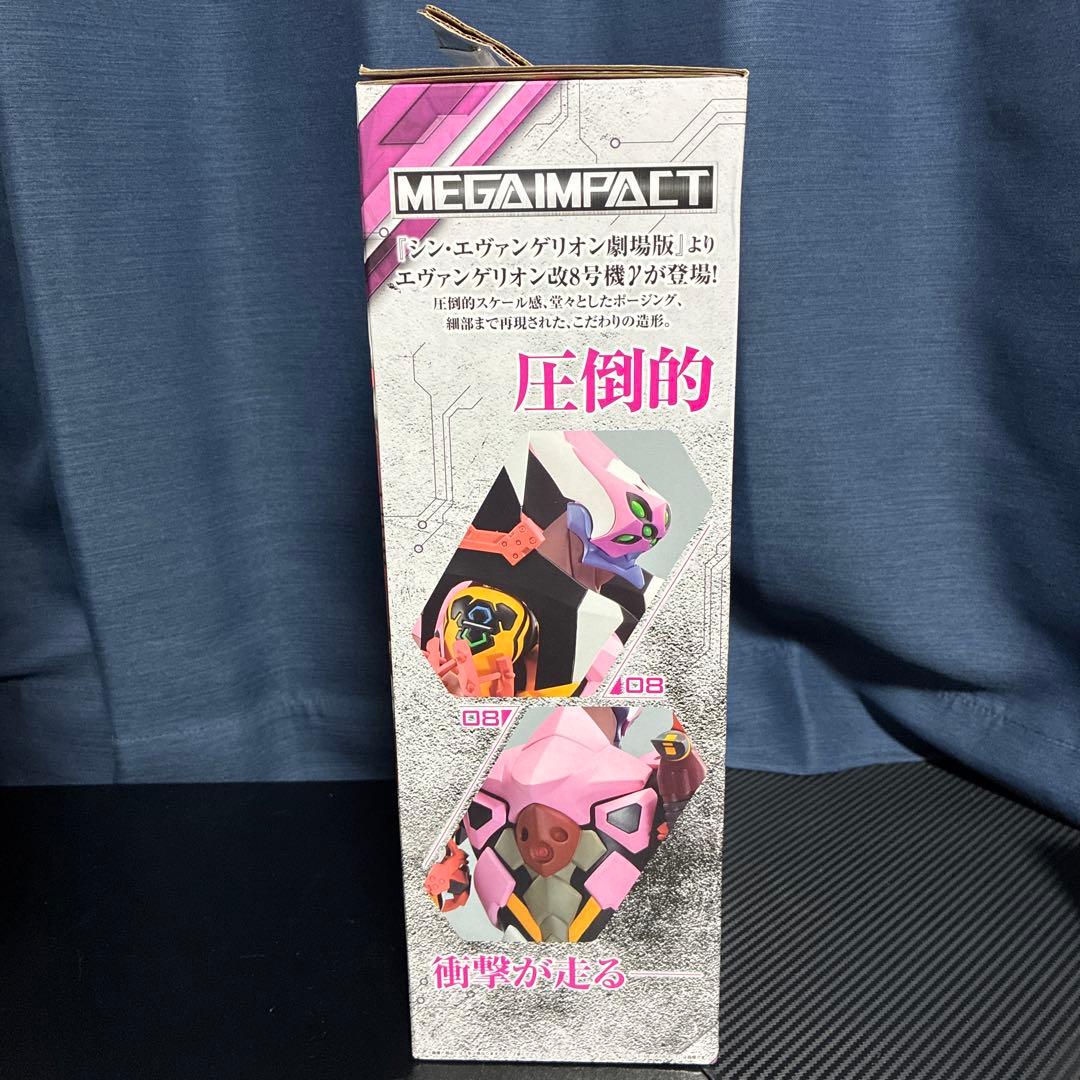 MEGAIMPACT
『シン・エヴァンゲリオン劇場版』より
エヴァンゲリオン改8号機γが登場!
圧倒的スケール感、堂々としたポージング、
細部まで再現された、こだわりの造形。
圧倒的
08
08
衝撃が走る——